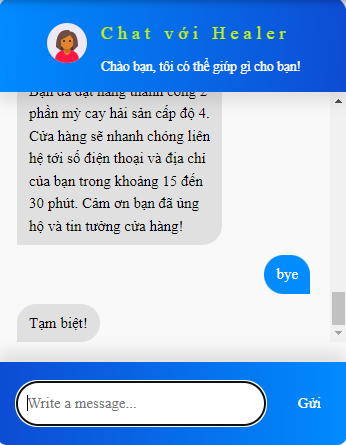 Chat với Healer
Chào bạn, tôi có thể giúp gì cho bạn!
Bạn đã đặt hàng thành công 2
phần mỳ cay hải sản cấp độ 4.
Cửa hàng sẽ nhanh chóng liên
hệ tới số điện thoại và địa chỉ
của bạn trong khoảng 15 đến
30 phút. Cảm ơn bạn đã ủng
hộ và tin tưởng cửa hàng!
bye
Tạm biệt!
Write a message...
Gửi